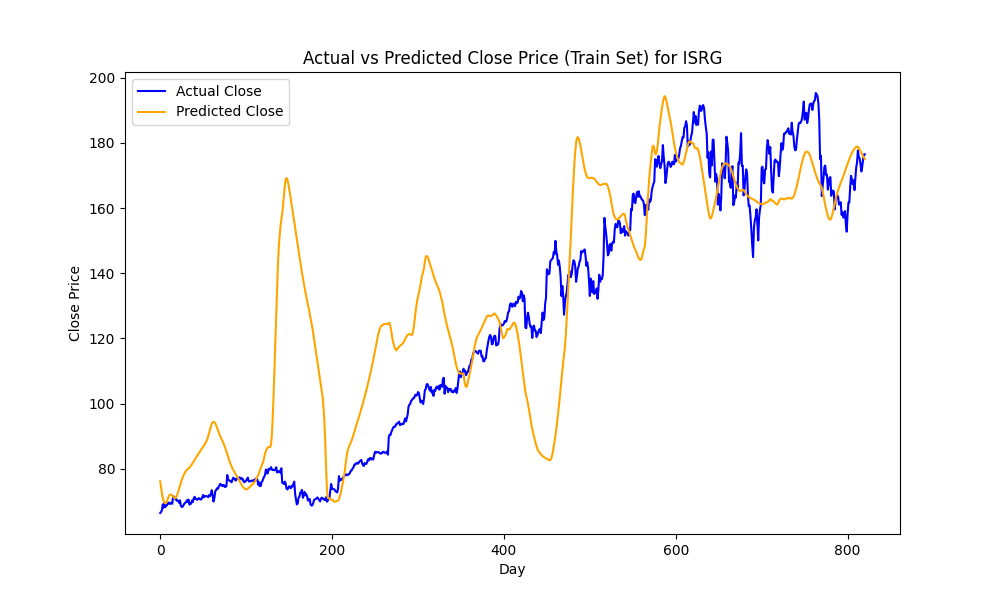 Actual vs Predicted Close Price (Train Set) for ISRG
Actual Close
Predicted Close
Close Price
200
180
160
140
120
100
80
0 200 400 600 800
Day